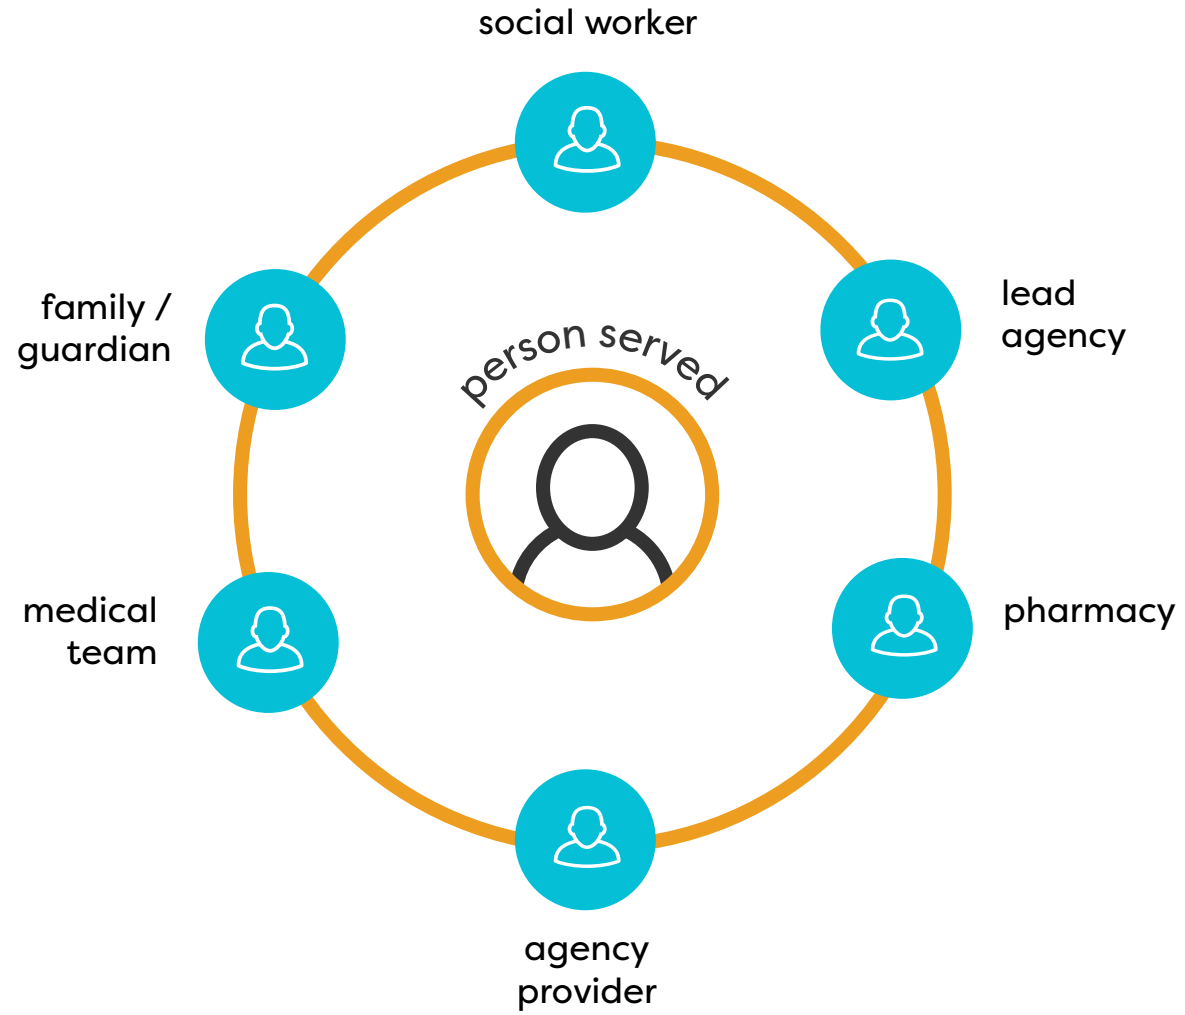 social worker
family /
guardian
lead
agency
person served
medical
team
pharmacy
agency
provider